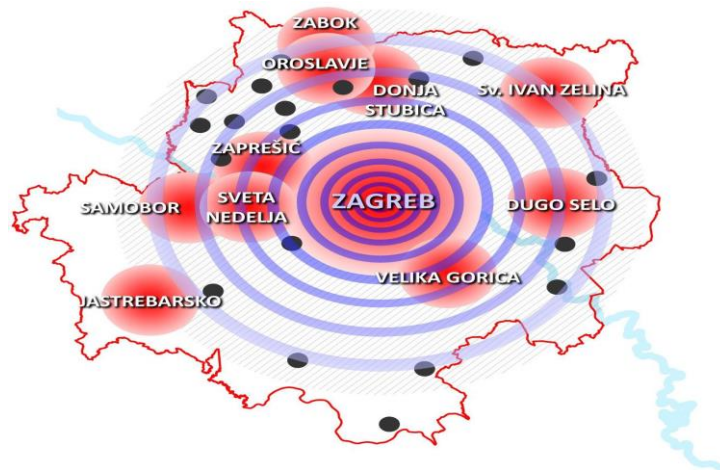 ZABOK
OROSLAVJE
DONJA
STUBICA
Sv. IVAN ZELINA
ZAPREŠIĆ
SAMOBOR
SVETA
NEDELJA
ZAGREB
DUGO SELO
VELIKA GORICA
JASTREBARSKO